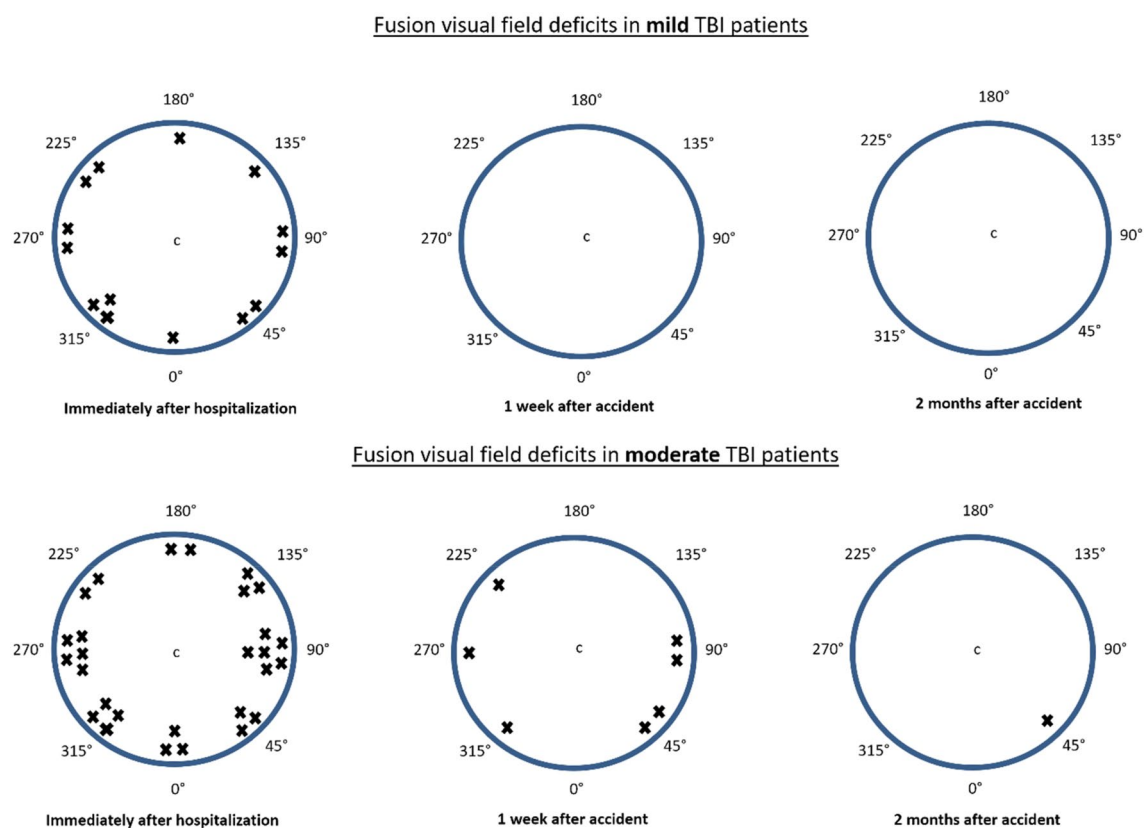 Fusion visual field deficits in mild TBI patients
180° 180° 180°
225° 135° 225° 135° 225° 135°
270° c 90° 270° c 90° 270° c 90°
315° 45° 315° 45° 315° 45°
0° 0° 0°
Immediately after hospitalization 1 week after accident 2 months after accident
Fusion visual field deficits in moderate TBI patients
180° 180° 180°
225° 135° 225° 135° 225° 135°
270° c 90° 270° c 90° 270° c 90°
315° 45° 315° 45° 315° 45°
0° 0° 0°
Immediately after hospitalization 1 week after accident 2 months after accident